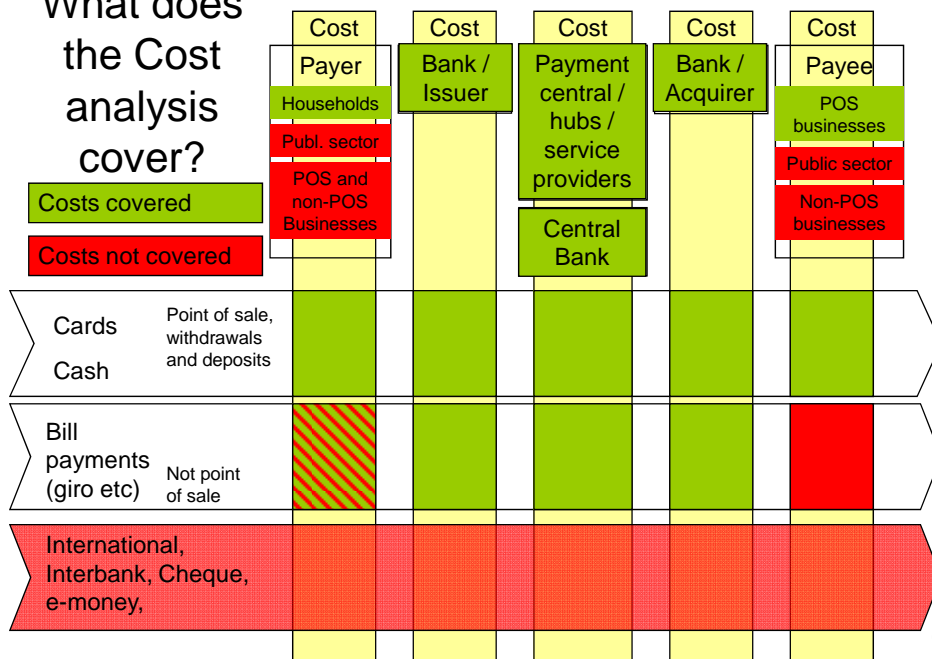 What does
the Cost
analysis
cover?
Costs covered
Costs not covered
Cost
Payer
Households
Publ. sector
POS and
non-POS
Businesses
Cost
Bank /
Issuer
Cost
Payment
central /
hubs /
service
providers
Central
Bank
Cost
Bank /
Acquirer
Cost
Payee
POS
businesses
Public sector
Non-POS
businesses
Cards
Cash
Point of sale,
withdrawals
and deposits
Bill
payments
(giro etc)
Not point
of sale
International,
Interbank, Cheque,
e-money,